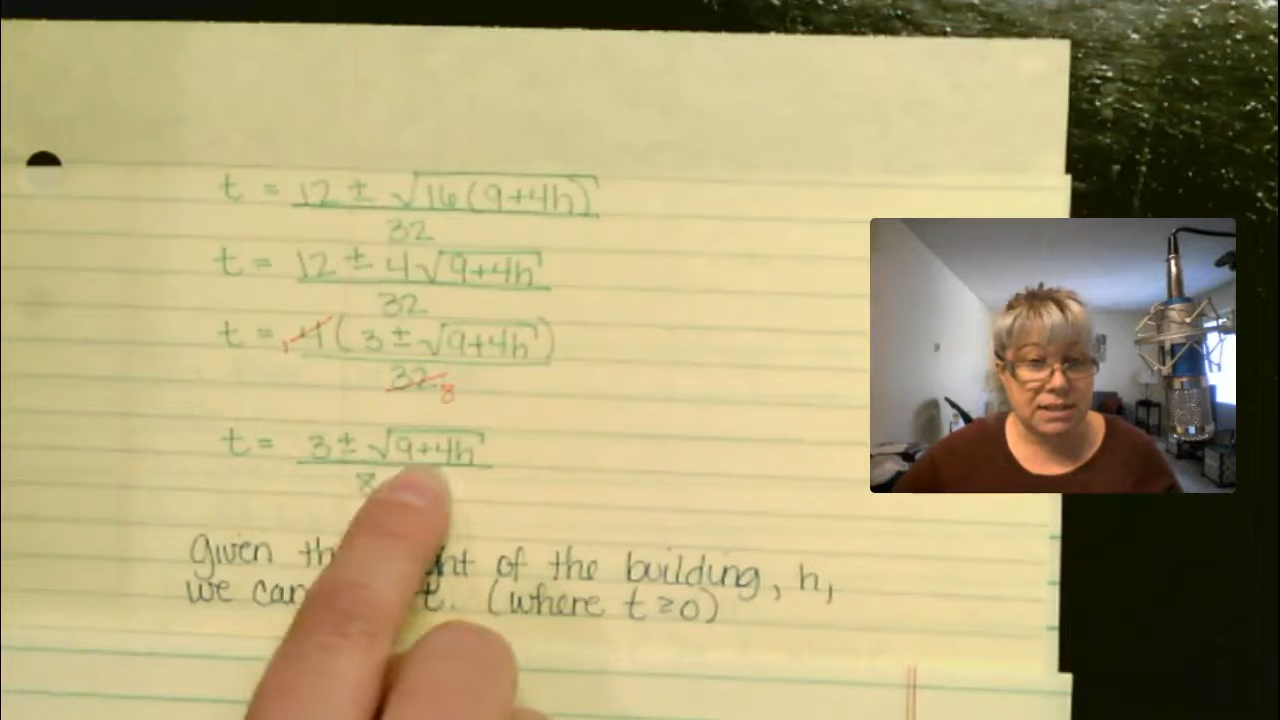 t = 12 ± √16(9+4h)
32
t = 12 ± 4√9+4h
32
t = 1 4(3 ± √9+4h)
32 8
t = 3 ± √9+4h
8
Given of the building, h,
we can t. (where t ≥ 0)